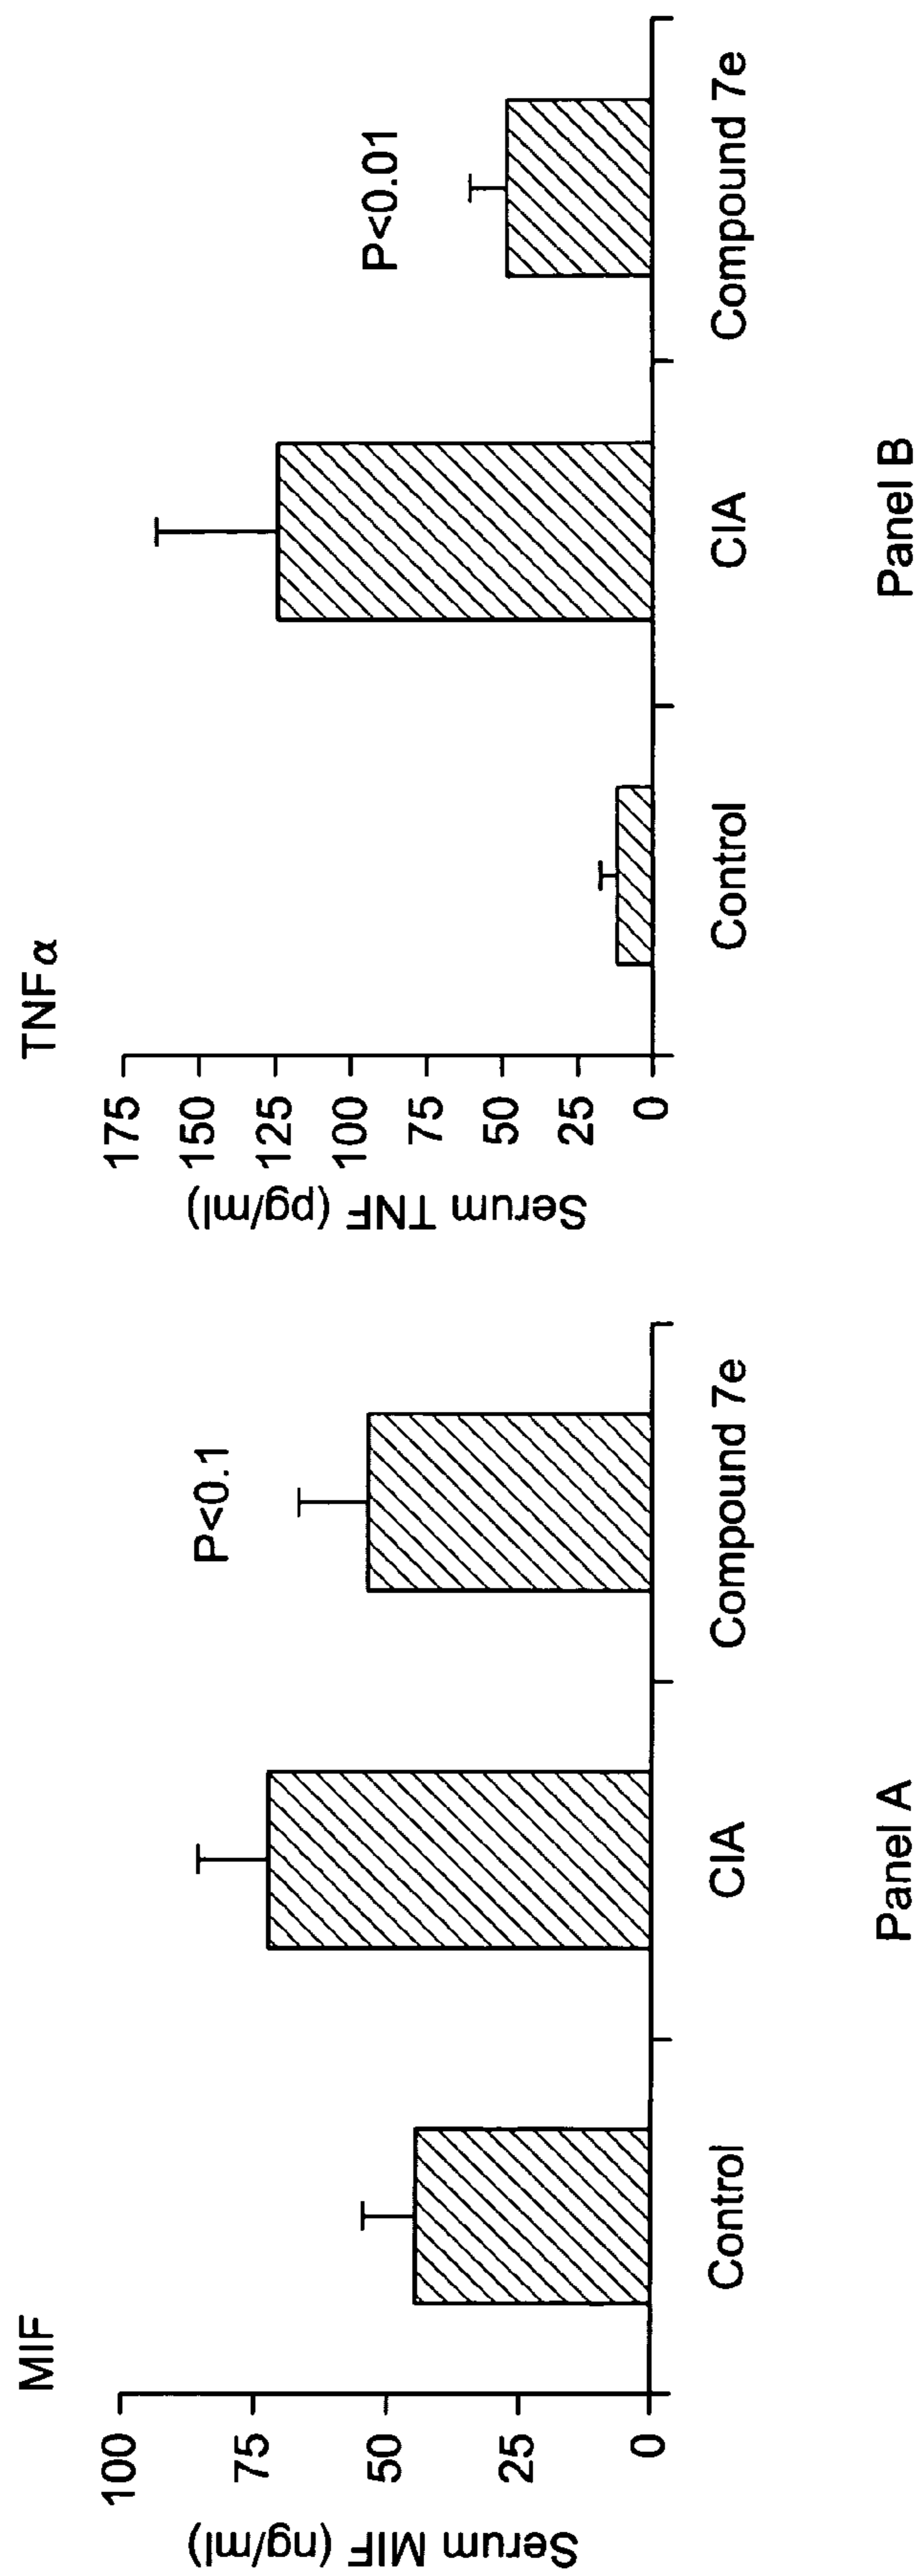 MIF
Serum MIF (ng/ml)
100
75
50
25
0
P<0.1
Control
CIA
Compound 7e
Panel A
TNFα
Serum TNF (pg/ml)
175
150
125
100
75
50
25
0
P<0.01
Control
CIA
Compound 7e
Panel B